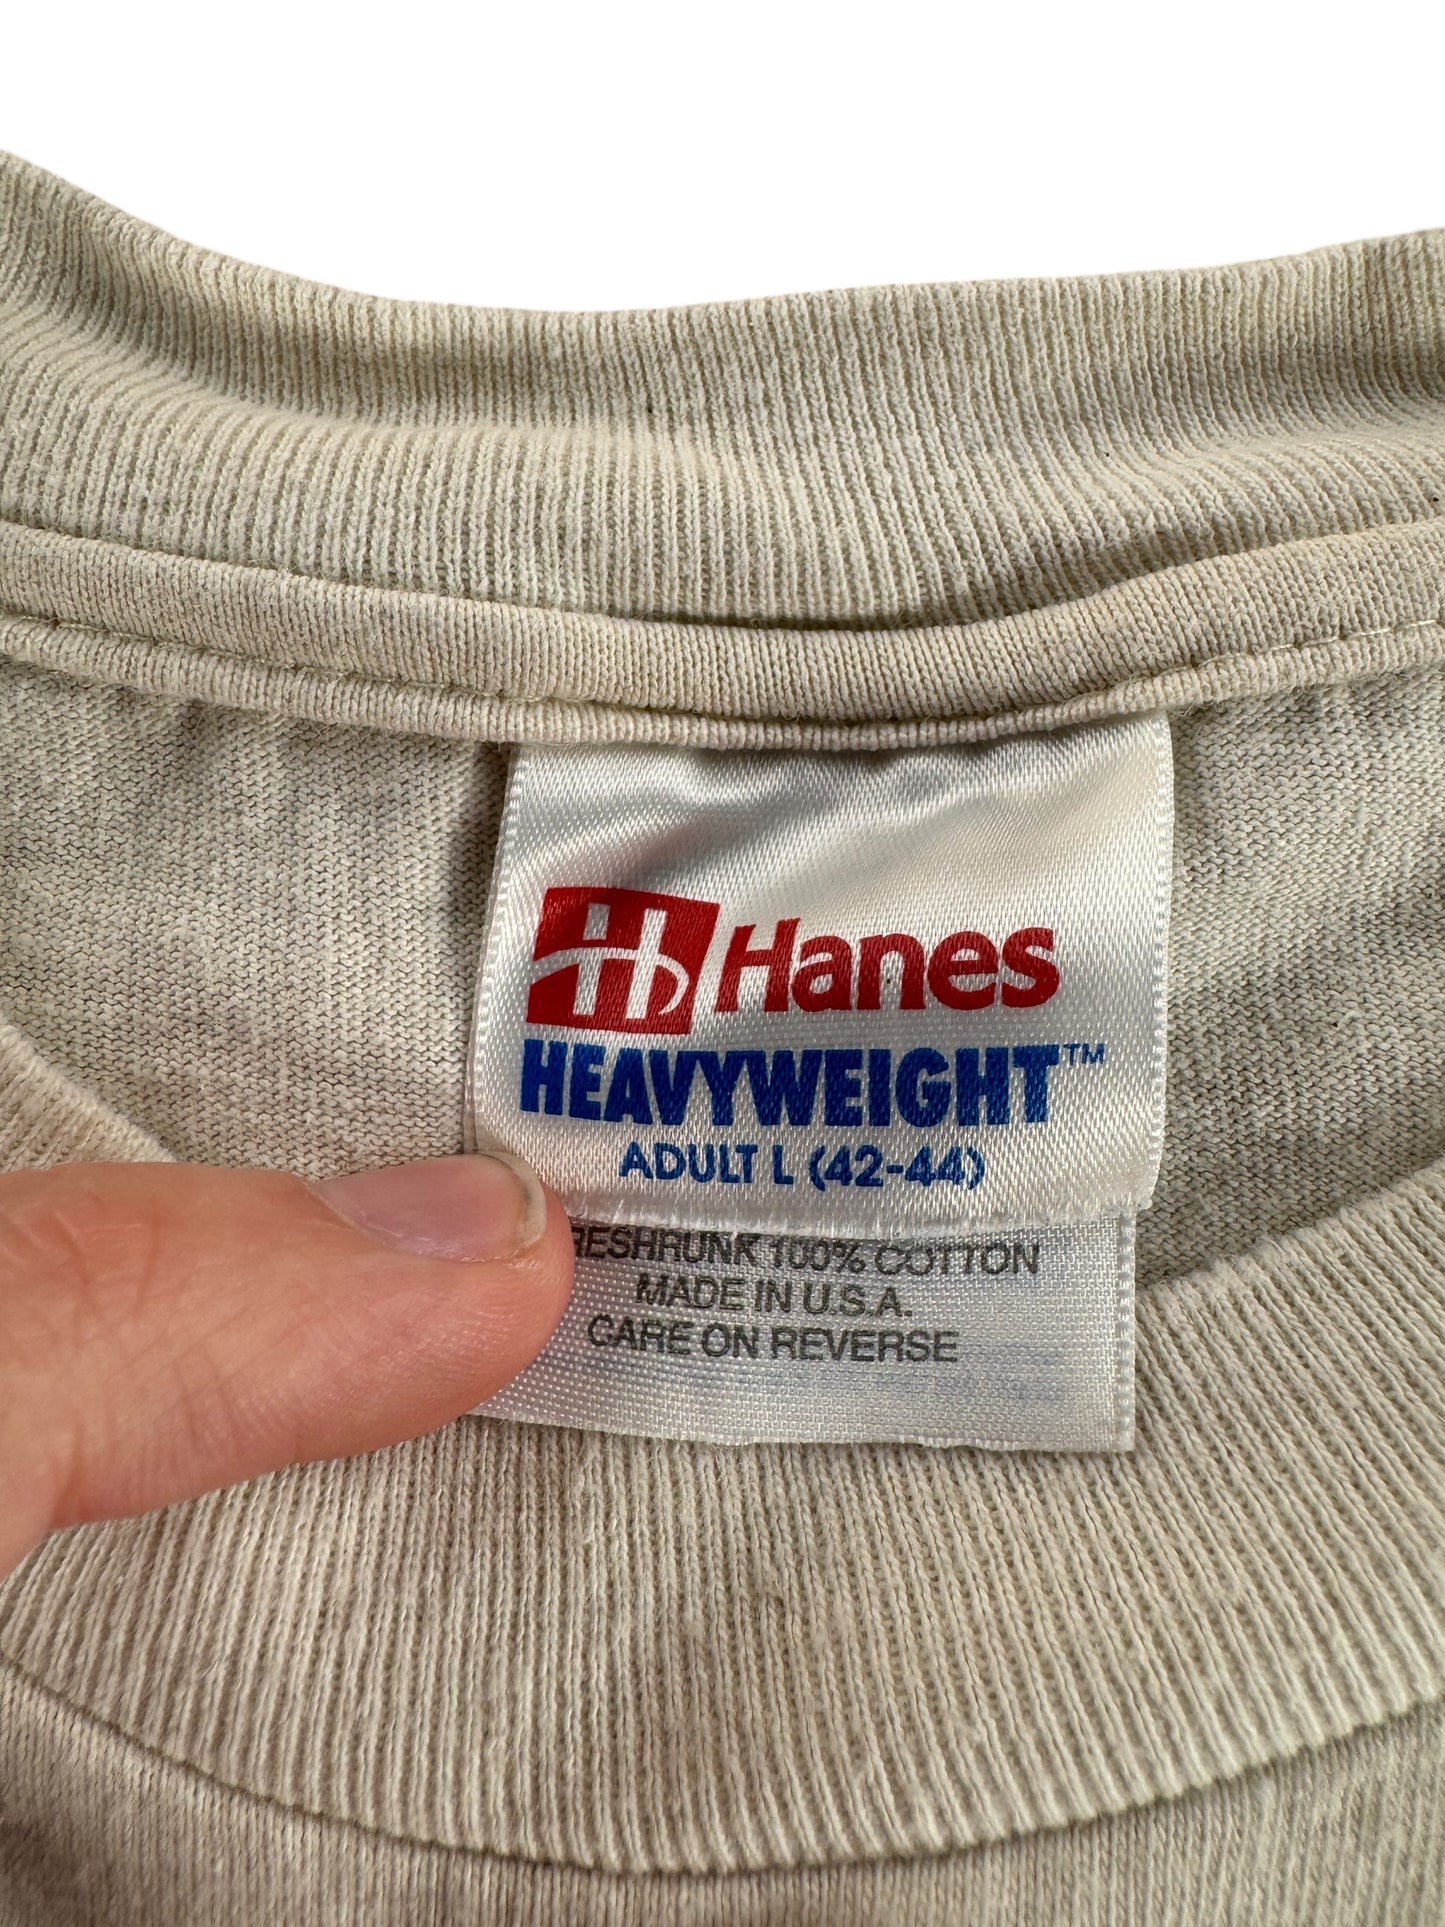 Hanes
HEAVYWEIGHT™
ADULT L (42-44)
RESHRUNK 100% COTTON
MADE IN U.S.A.
CARE ON REVERSE